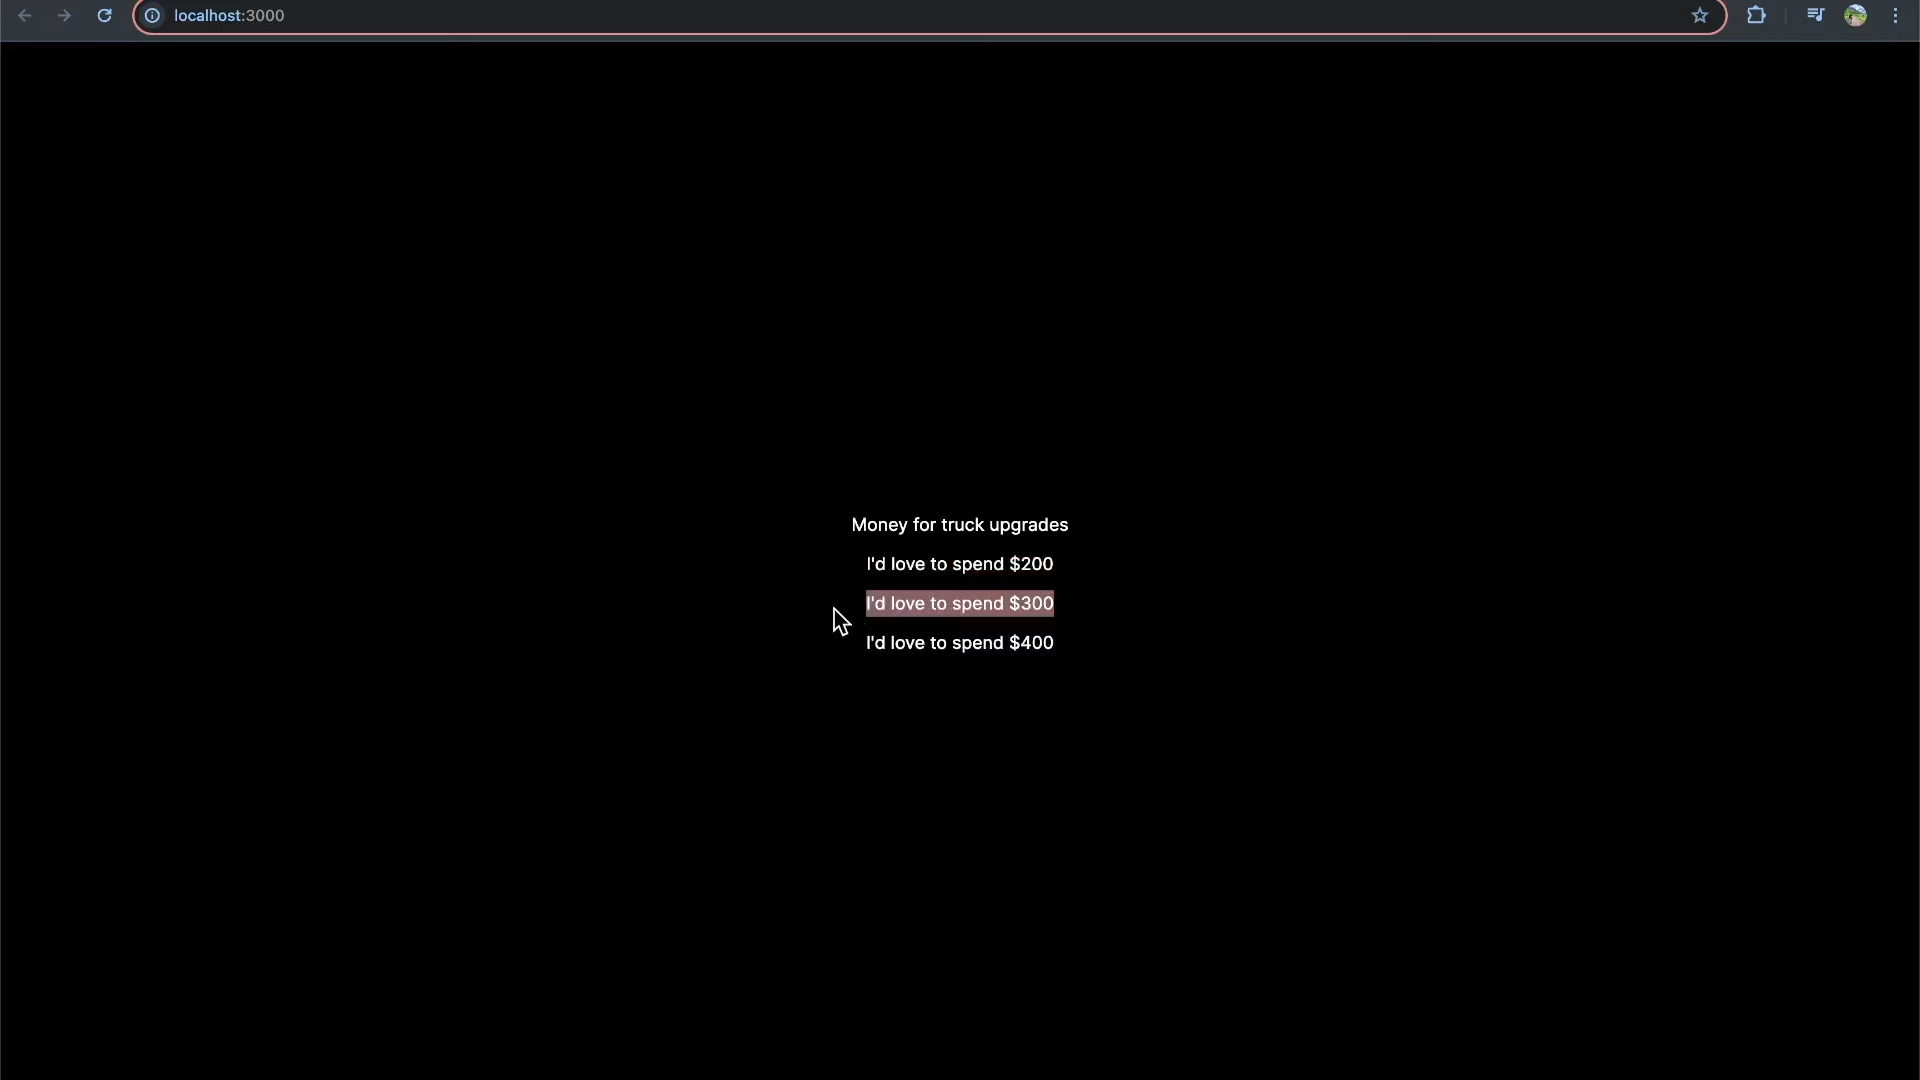 localhost:3000
Money for truck upgrades
I'd love to spend $200
I'd love to spend $300
I'd love to spend $400